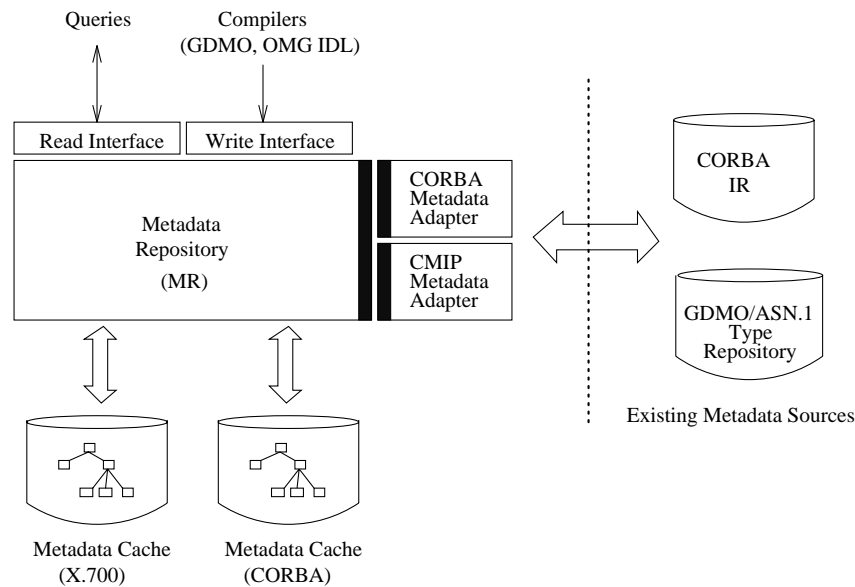 Queries
Compilers
(GDMO, OMG IDL)
Read Interface
Write Interface
Metadata
Repository
(MR)
CORBA
Metadata
Adapter
CMIP
Metadata
Adapter
CORBA
IR
GDMO/ASN.1
Type
Repository
Existing Metadata Sources
Metadata Cache
(X.700)
Metadata Cache
(CORBA)